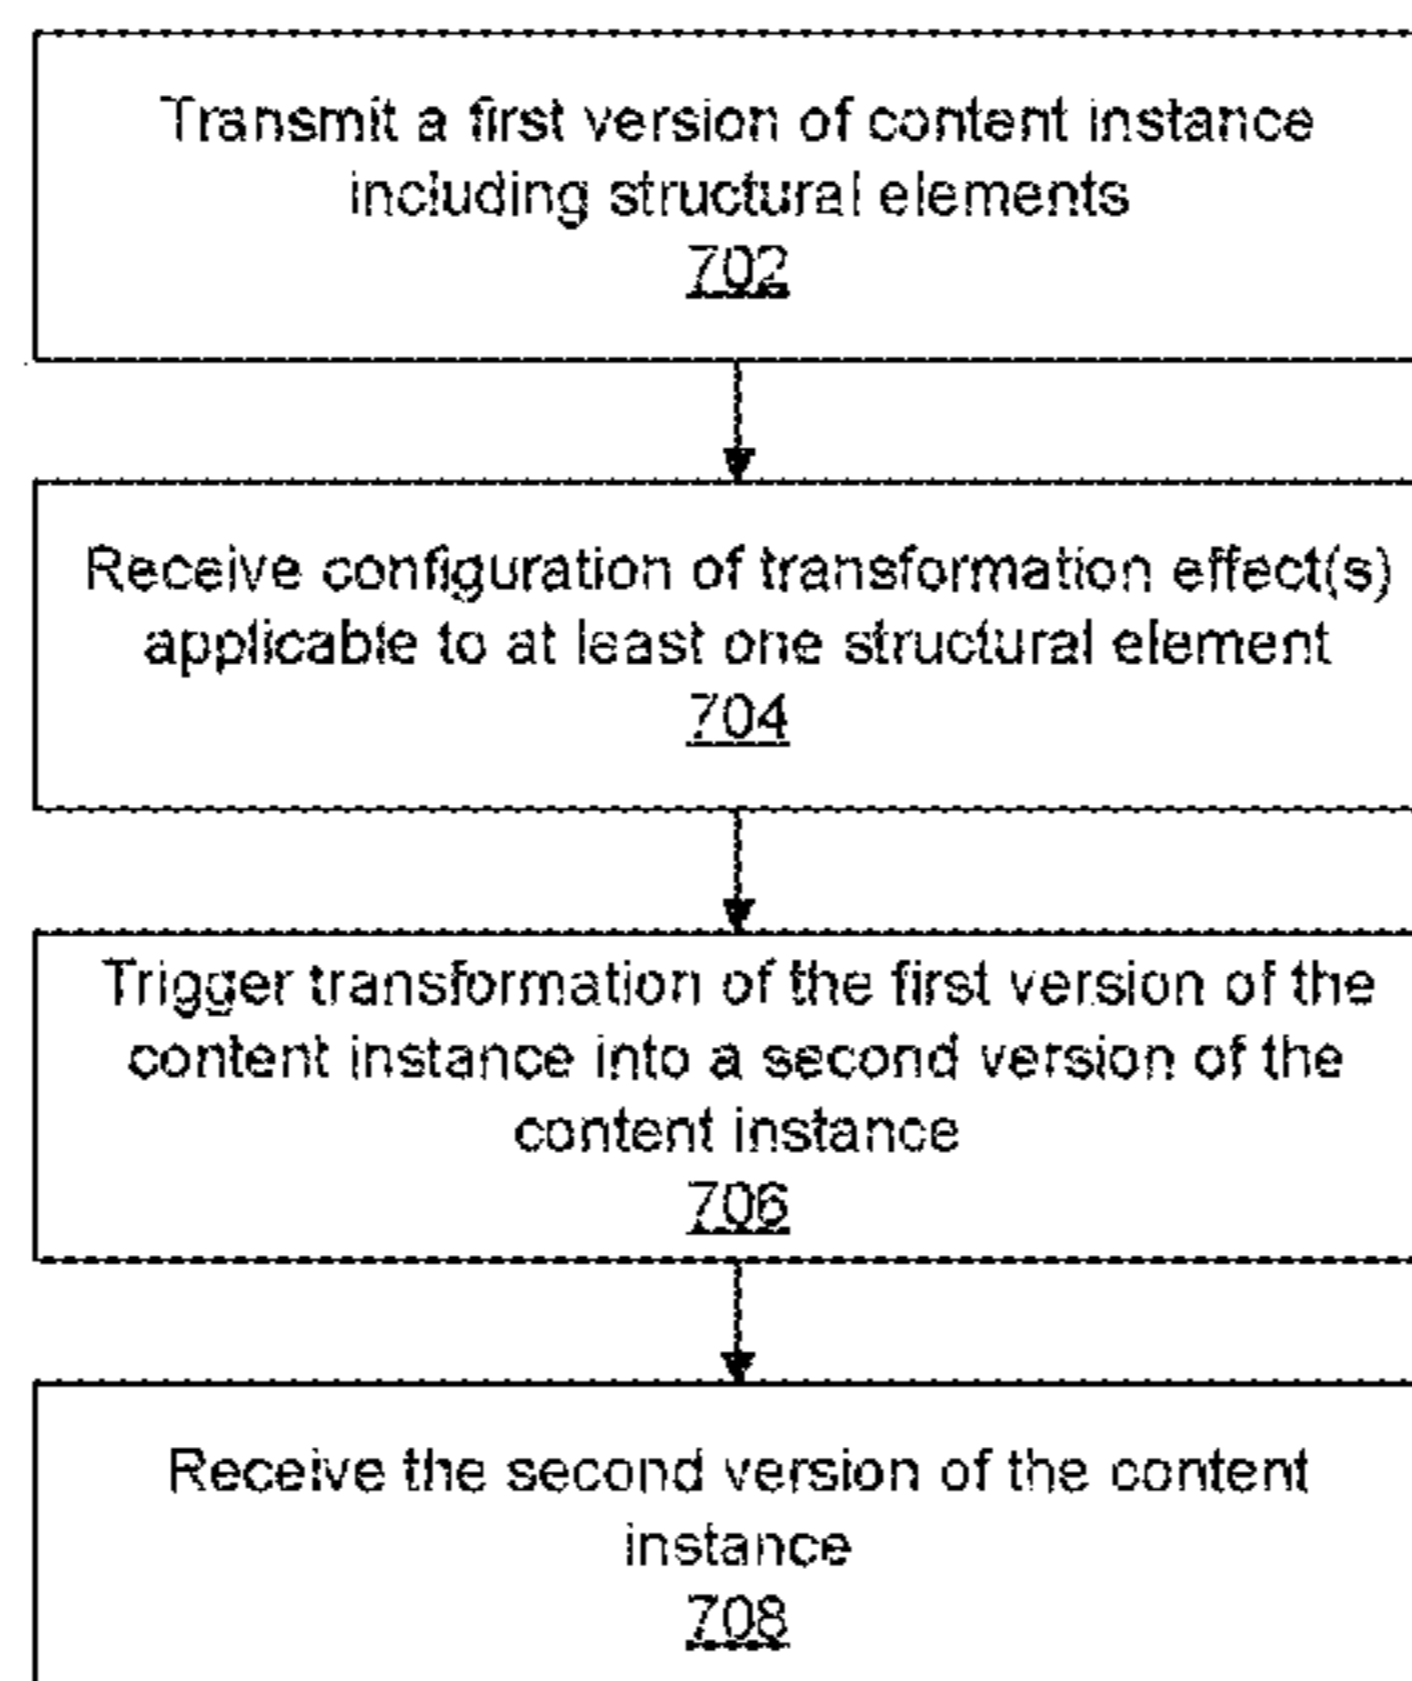 Transmit a first version of content instance
including structural elements
702
Receive configuration of transformation effect(s)
applicable to at least one structural element
704
Trigger transformation of the first version of the
content instance into a second version of the
content instance
706
Receive the second version of the content
instance
708